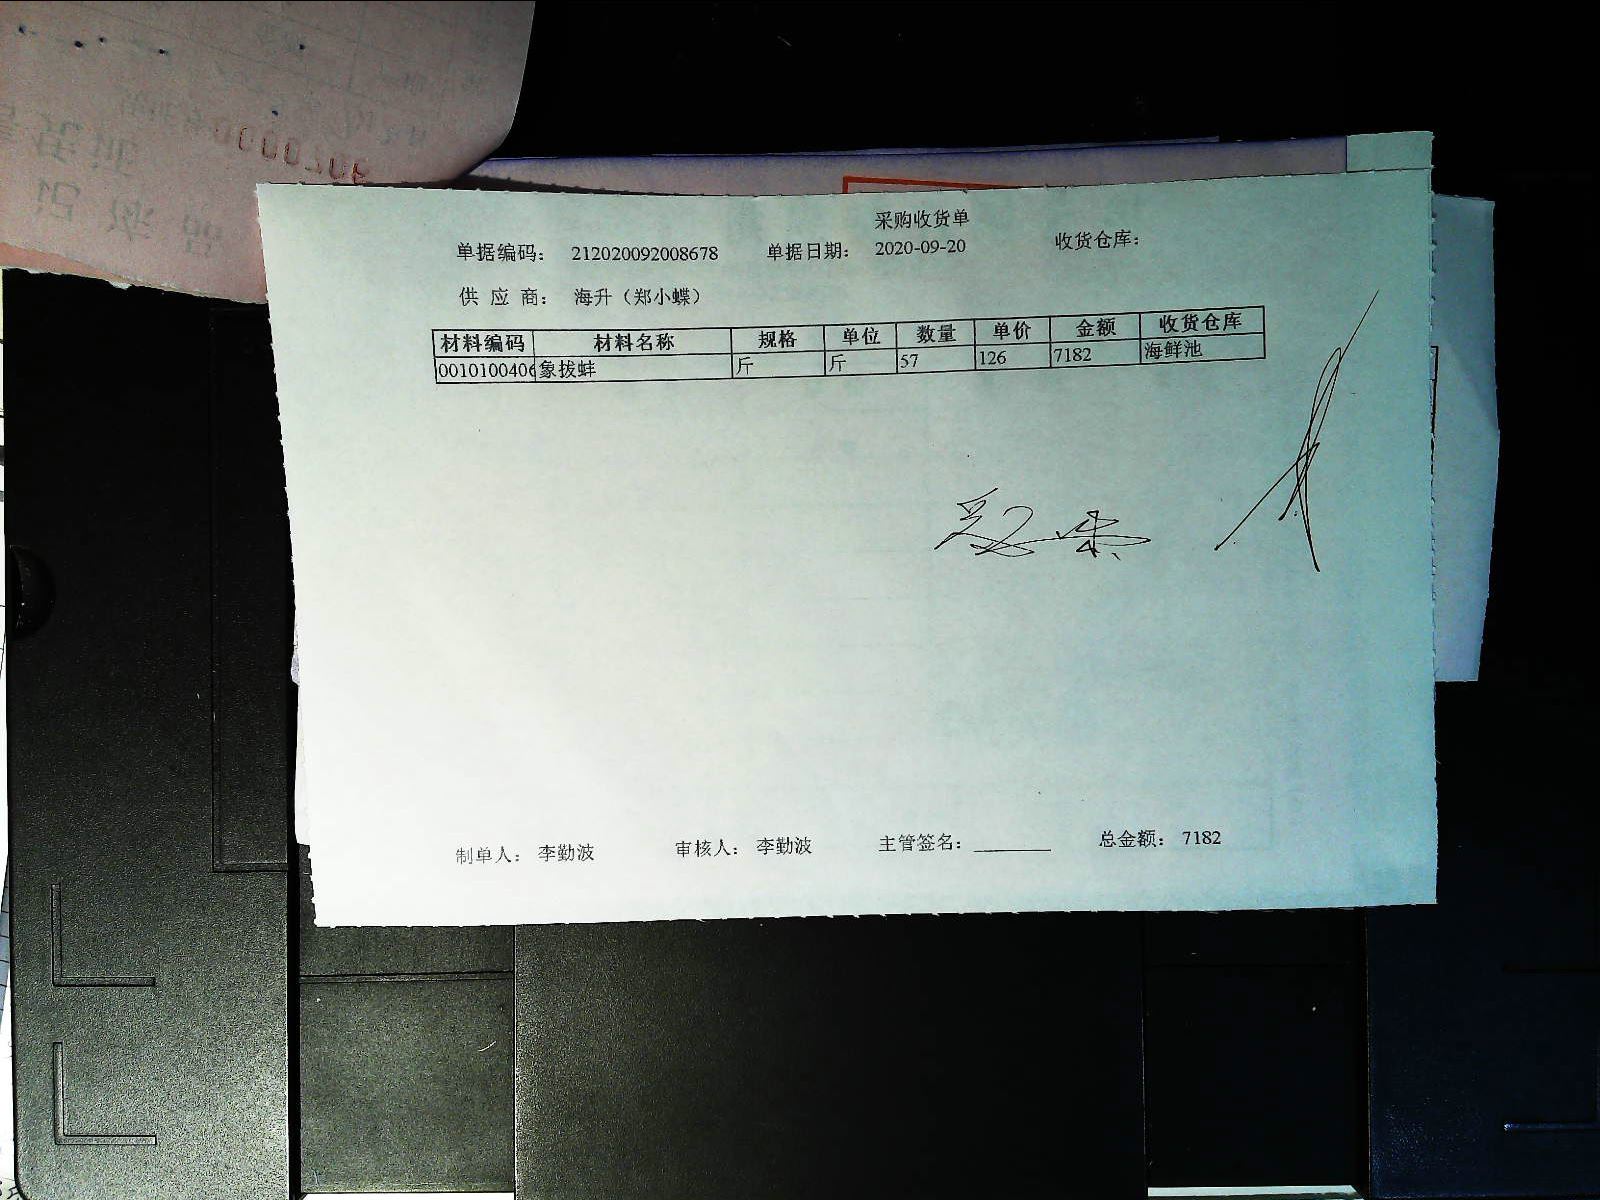 采购收货单
单据编码： 212020092008678 单据日期： 2020-09-20 收货仓库：
供 应 商： 海升（郑小蝶）
材料编码 材料名称 规格 单位 数量 单价 金额 收货仓库
0010100406 象拔蚌 斤 斤 57 126 7182 海鲜池
制单人： 李勤波 审核人： 李勤波 主管签名： 总金额： 7182